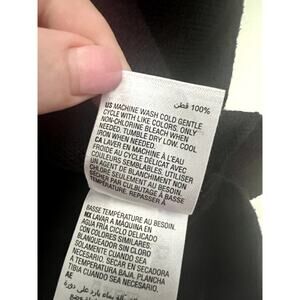 100% قطن
US MACHINE WASH COLD GENTLE
CYCLE WITH LIKE COLORS. ONLY
NON-CHLORINE BLEACH WHEN
NEEDED. TUMBLE DRY LOW. COOL
IRON WHEN NEEDED.
CA LAVER EN MACHINE À L'EAU
FROIDE AU CYCLE DÉLICAT AVEC
COULEURS SEMBLABLES. UTILISER
UN AGENT DE BLANCHIMENT NON
CHLORÉ SEULEMENT AU BESOIN.
SÉCHER PAR CULBUTAGE À BASSE
TEMPÉRATURE. REPASSER À
BASSE TEMPÉRATURE AU BESOIN.
MX LAVAR A MÁQUINA EN
AGUA FRÍA CICLO DELICADO
CON COLORES SIMILARES.
BLANQUEADOR SIN CLORO
CUANDO SEA
NECESARIO. SECAR EN SECADORA
A TEMPERATURA BAJA. PLANCHA
TIBIA CUANDO SEA NECESARIO.
AE